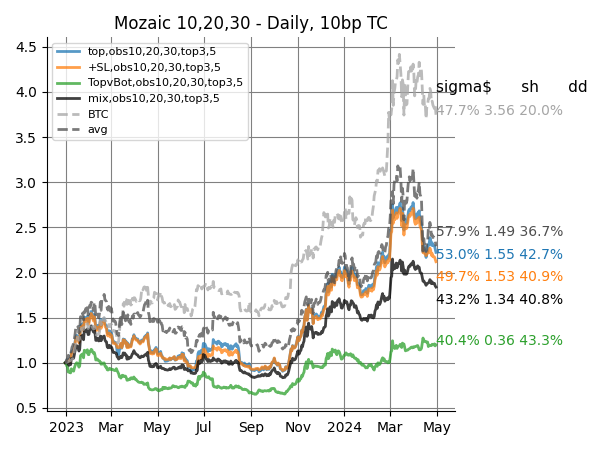 Mozaic 10,20,30 - Daily, 10bp TC
4.5
4.0
3.5
3.0
2.5
2.0
1.5
1.0
0.5
top,obs10,20,30,top3,5
+SL,obs10,20,30,top3,5
TopvBot,obs10,20,30,top3,5
mix,obs10,20,30,top3,5
BTC
avg
sigma$ sh dd
47.7% 3.56 20.0%
57.9% 1.49 36.7%
53.0% 1.55 42.7%
49.7% 1.53 40.9%
43.2% 1.34 40.8%
40.4% 0.36 43.3%
2023 Mar May Jul Sep Nov 2024 Mar May